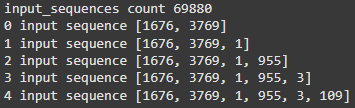 input_sequences count 69880
0 input sequence [1676, 3769]
1 input sequence [1676, 3769, 1]
2 input sequence [1676, 3769, 1, 955]
3 input sequence [1676, 3769, 1, 955, 3]
4 input sequence [1676, 3769, 1, 955, 3, 109]